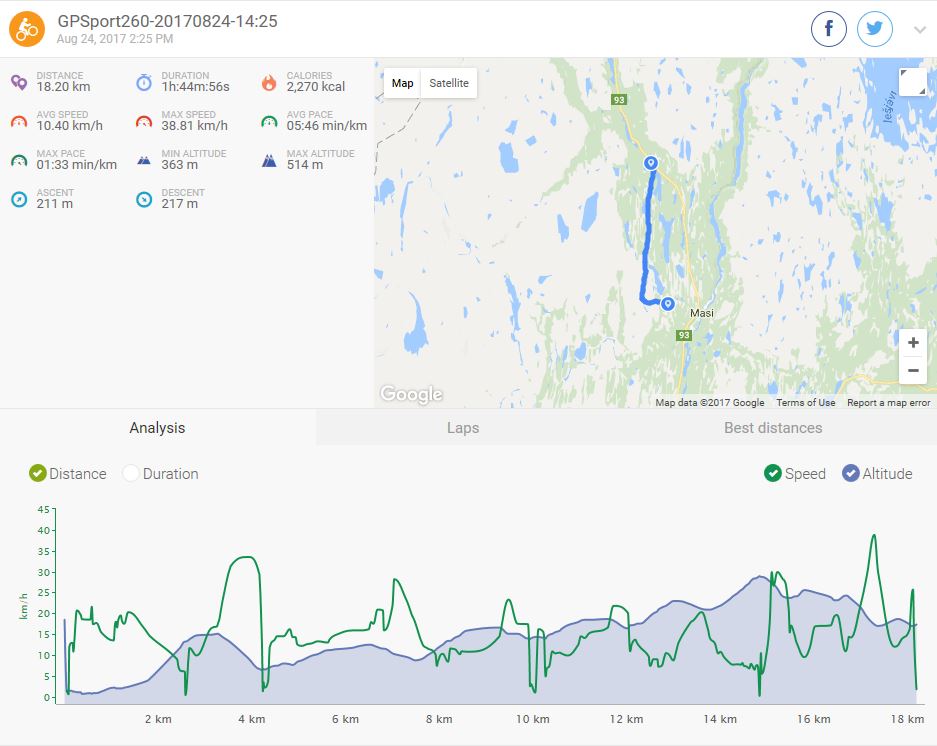 GPSport260-20170824-14:25
Aug 24, 2017 2:25 PM
DISTANCE
18.20 km
DURATION
1h:44m:56s
CALORIES
2,270 kcal
AVG SPEED
10.40 km/h
MAX SPEED
38.81 km/h
AVG PACE
05:46 min/km
MAX PACE
01:33 min/km
MIN ALTITUDE
363 m
MAX ALTITUDE
514 m
ASCENT
211 m
DESCENT
217 m
Map Satellite
93
Iešjávri
Masi
93
Google
Map data ©2017 Google Terms of Use Report a map error
Analysis Laps Best distances
Distance Duration Speed Altitude
km/h
45
40
35
30
25
20
15
10
5
0
2 km 4 km 6 km 8 km 10 km 12 km 14 km 16 km 18 km